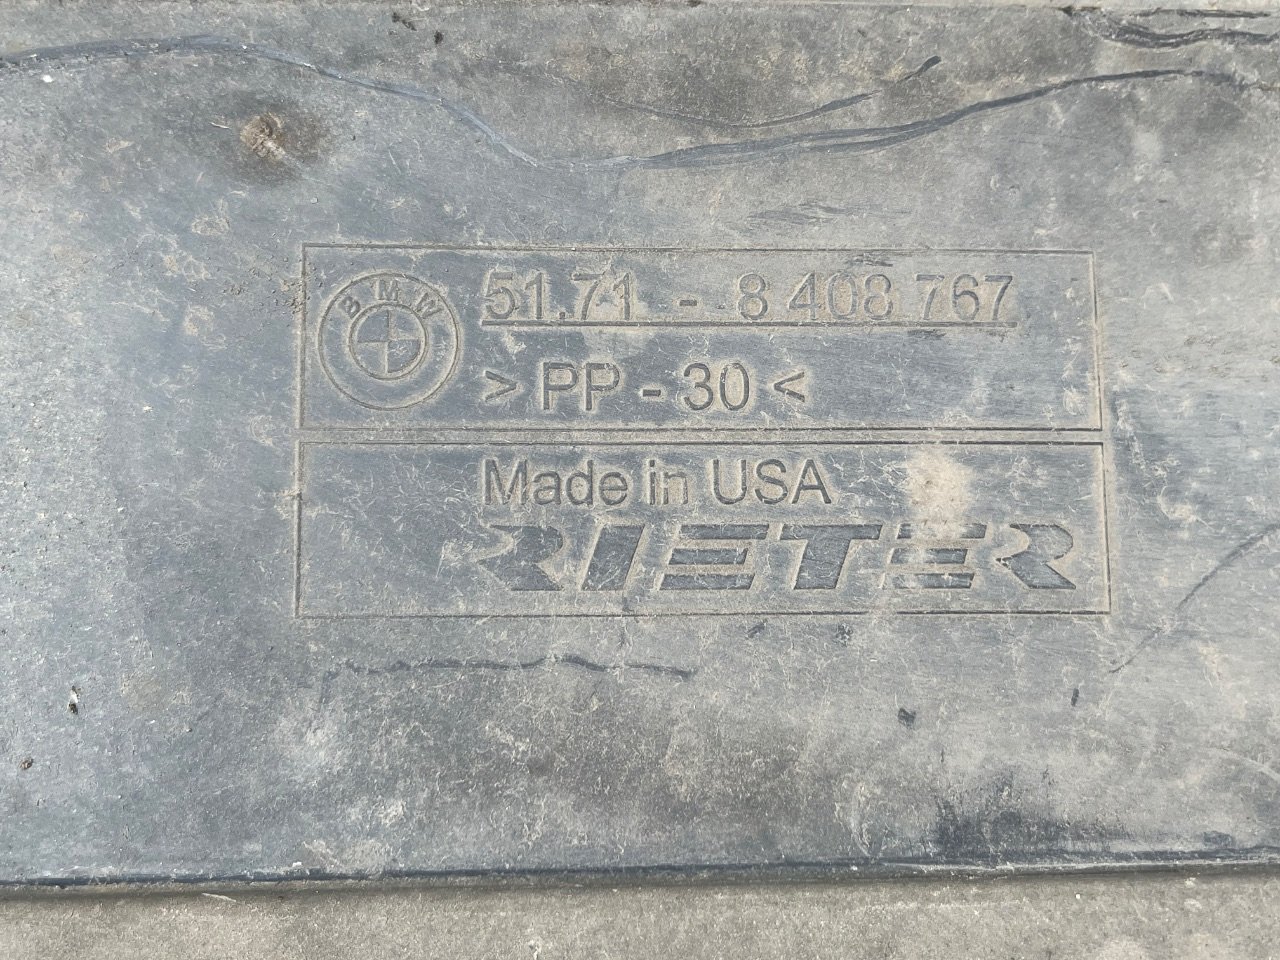 BMW
51.71 - 8 408 767
>PP-30<
Made in USA
RIETER